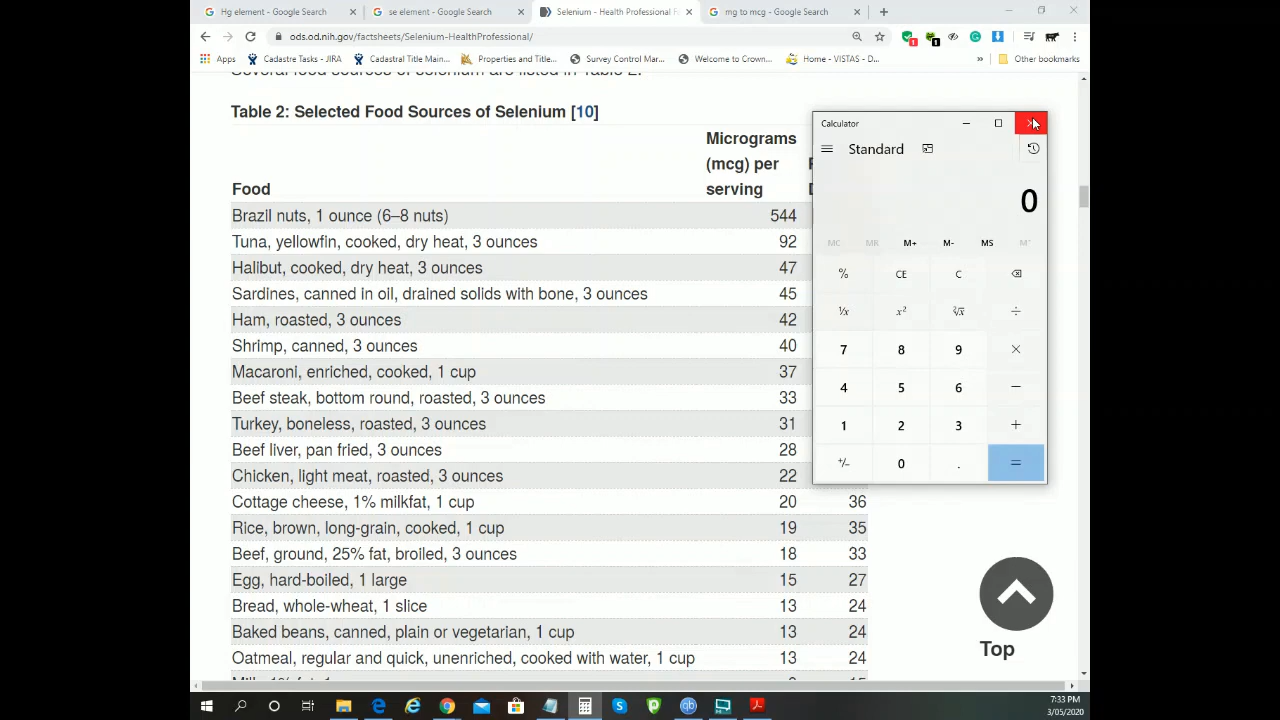 Hg element - Google Search
se element - Google Search
Selenium - Health Professional F
mg to mcg - Google Search
ods.od.nih.gov/factsheets/Selenium-HealthProfessional/
Apps
Cadastre Tasks - JIRA
Cadastral Title Main...
Properties and Title...
Survey Control Mar...
Welcome to Crown...
Home - VISTAS - D...
»
Other bookmarks
Several food sources of selenium are listed in Table 2.
Table 2: Selected Food Sources of Selenium [10]
Micrograms
(mcg) per
Food serving
Brazil nuts, 1 ounce (6–8 nuts) 544
Tuna, yellowfin, cooked, dry heat, 3 ounces 92
Halibut, cooked, dry heat, 3 ounces 47
Sardines, canned in oil, drained solids with bone, 3 ounces 45
Ham, roasted, 3 ounces 42
Shrimp, canned, 3 ounces 40
Macaroni, enriched, cooked, 1 cup 37
Beef steak, bottom round, roasted, 3 ounces 33
Turkey, boneless, roasted, 3 ounces 31
Beef liver, pan fried, 3 ounces 28
Chicken, light meat, roasted, 3 ounces 22
Cottage cheese, 1% milkfat, 1 cup 20 36
Rice, brown, long-grain, cooked, 1 cup 19 35
Beef, ground, 25% fat, broiled, 3 ounces 18 33
Egg, hard-boiled, 1 large 15 27
Bread, whole-wheat, 1 slice 13 24
Baked beans, canned, plain or vegetarian, 1 cup 13 24
Oatmeal, regular and quick, unenriched, cooked with water, 1 cup 13 24
Calculator
Standard
0
MC MR M+ M- MS M˅
% CE C
¹/x x² ²√x ÷
7 8 9 ×
4 5 6 −
1 2 3 +
+/− 0 . =
Top
7:33 PM
3/05/2020